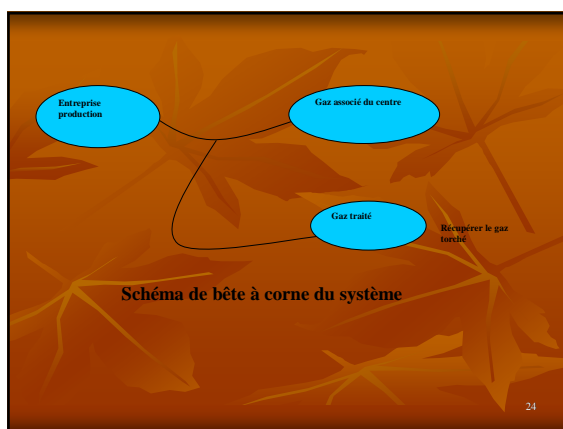 Entreprise
production
Gaz associé du centre
Gaz traité
Récupérer le gaz
torché
Schéma de bête à corne du système
24